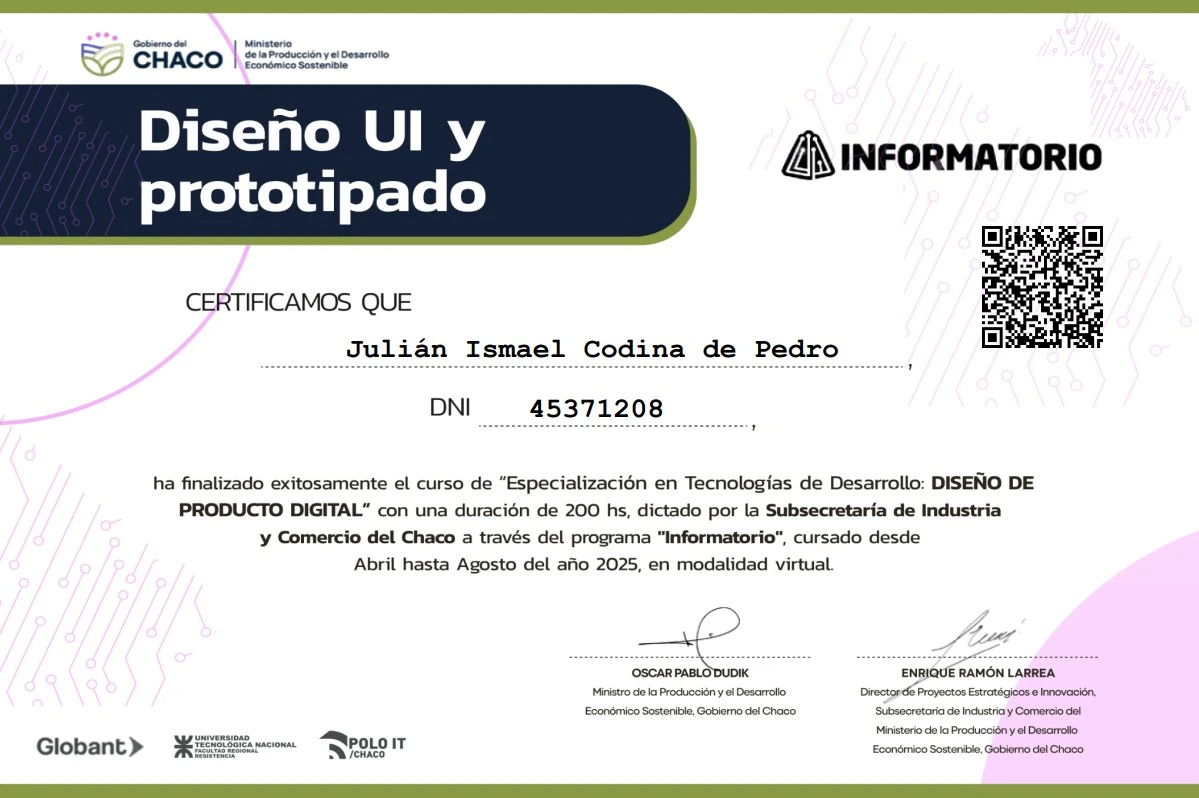 Gobierno del
CHACO
Ministerio
de la Producción y el Desarrollo
Económico Sostenible
Diseño UI y
prototipado
INFORMATORIO
CERTIFICAMOS QUE
Julián Ismael Codina de Pedro,
DNI 45371208,
ha finalizado exitosamente el curso de “Especialización en Tecnologías de Desarrollo: DISEÑO DE
PRODUCTO DIGITAL” con una duración de 200 hs, dictado por la Subsecretaría de Industria
y Comercio del Chaco a través del programa "Informatorio", cursado desde
Abril hasta Agosto del año 2025, en modalidad virtual.
OSCAR PABLO DUDIK
Ministro de la Producción y el Desarrollo
Económico Sostenible, Gobierno del Chaco
ENRIQUE RAMÓN LARREA
Director de Proyectos Estratégicos e Innovación,
Subsecretaría de Industria y Comercio del
Ministerio de la Producción y el Desarrollo
Económico Sostenible, Gobierno del Chaco
Globant
UNIVERSIDAD
TECNOLÓGICA NACIONAL
FACULTAD REGIONAL
RESISTENCIA
POLO IT
/CHACO